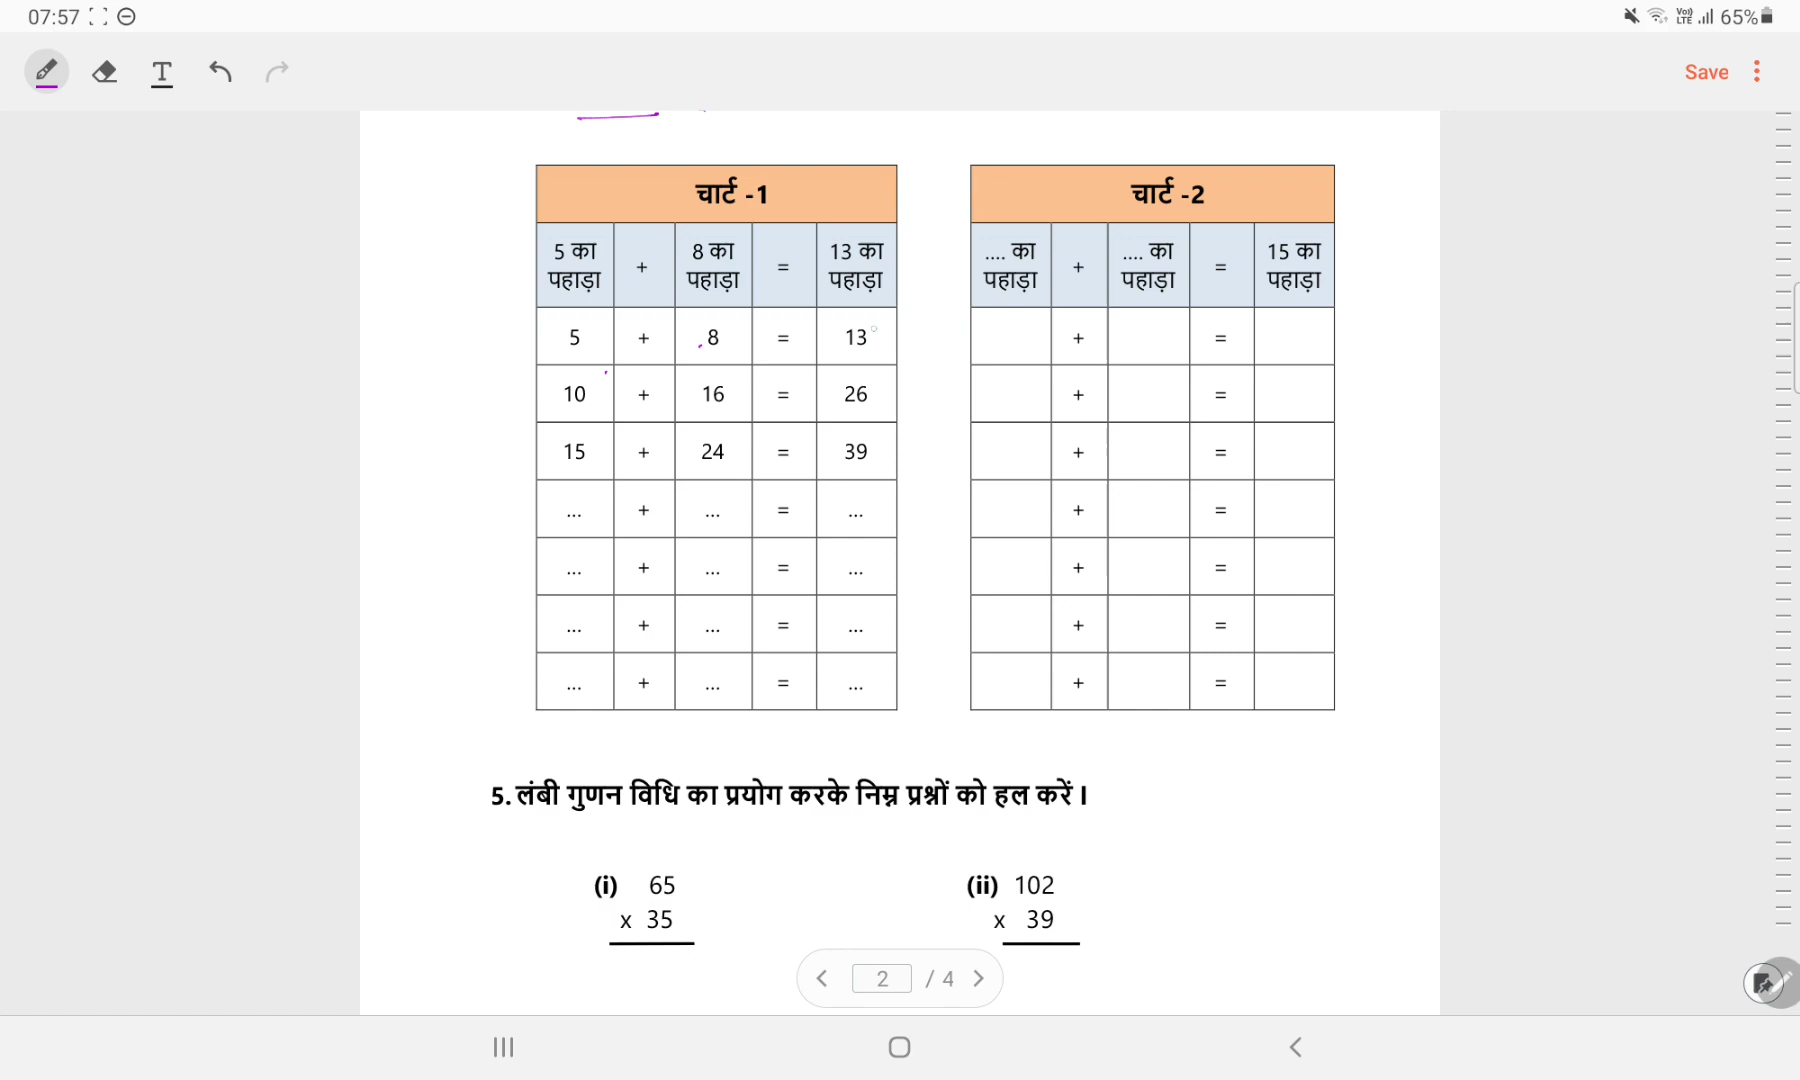 07:57
Vo))
LTE
65%
T
Save
चार्ट -1
5 का पहाड़ा + 8 का पहाड़ा = 13 का पहाड़ा
5 + 8 = 13
10 + 16 = 26
15 + 24 = 39
... + ... = ...
... + ... = ...
... + ... = ...
... + ... = ...
चार्ट -2
.... का पहाड़ा + .... का पहाड़ा = 15 का पहाड़ा
+ =
+ =
+ =
+ =
+ =
+ =
+ =
5. लंबी गुणन विधि का प्रयोग करके निम्न प्रश्नों को हल करें I
(i) 65
x 35
(ii) 102
x 39
2 / 4